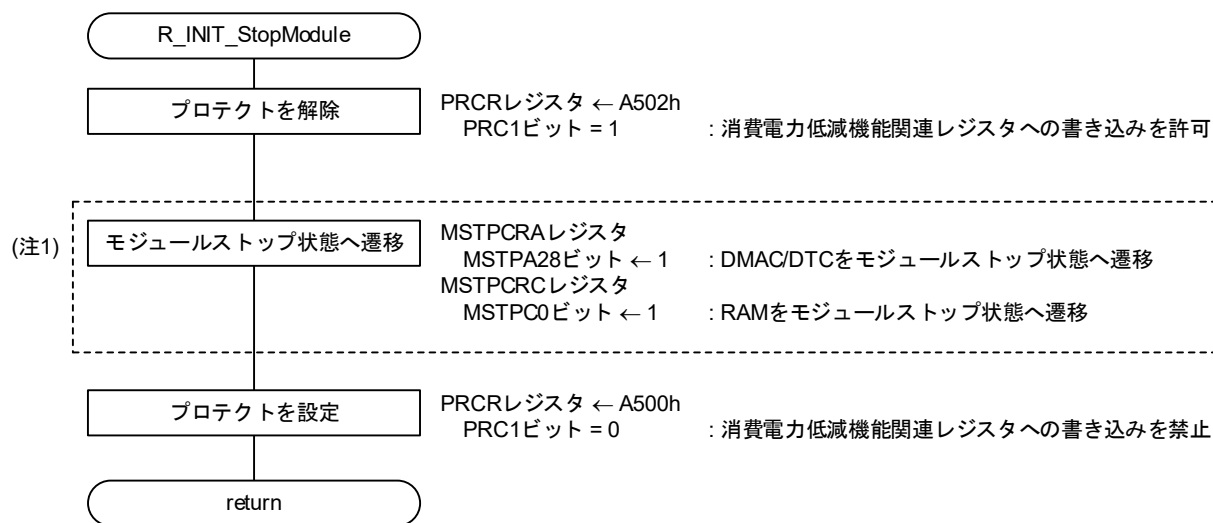 R_INIT_StopModule
プロテクトを解除
PRCRレジスタ ← A502h
PRC1ビット = 1 : 消費電力低減機能関連レジスタへの書き込みを許可
(注1)
モジュールストップ状態へ遷移
MSTPCRAレジスタ
MSTPA28ビット ← 1 : DMAC/DTCをモジュールストップ状態へ遷移
MSTPCRCレジスタ
MSTPC0ビット ← 1 : RAMをモジュールストップ状態へ遷移
プロテクトを設定
PRCRレジスタ ← A500h
PRC1ビット = 0 : 消費電力低減機能関連レジスタへの書き込みを禁止
return